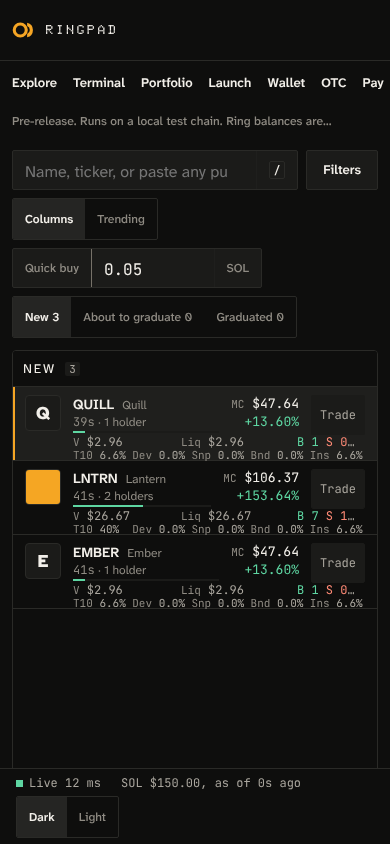 RINGPAD
Explore Terminal Portfolio Launch Wallet OTC Pay
Pre-release. Runs on a local test chain. Ring balances are…
Name, ticker, or paste any pu / Filters
Columns Trending
Quick buy 0.05 SOL
New 3 About to graduate 0 Graduated 0
NEW 3
Q QUILL Quill MC $47.64 Trade
39s · 1 holder +13.60%
V $2.96 Liq $2.96 B 1 S 0…
T10 6.6% Dev 0.0% Snp 0.0% Bnd 0.0% Ins 6.6%
LNTRN Lantern MC $106.37 Trade
41s · 2 holders +153.64%
V $26.67 Liq $26.67 B 7 S 1…
T10 40% Dev 0.0% Snp 0.0% Bnd 0.0% Ins 6.6%
E EMBER Ember MC $47.64 Trade
41s · 1 holder +13.60%
V $2.96 Liq $2.96 B 1 S 0…
T10 6.6% Dev 0.0% Snp 0.0% Bnd 0.0% Ins 6.6%
Live 12 ms SOL $150.00, as of 0s ago
Dark Light